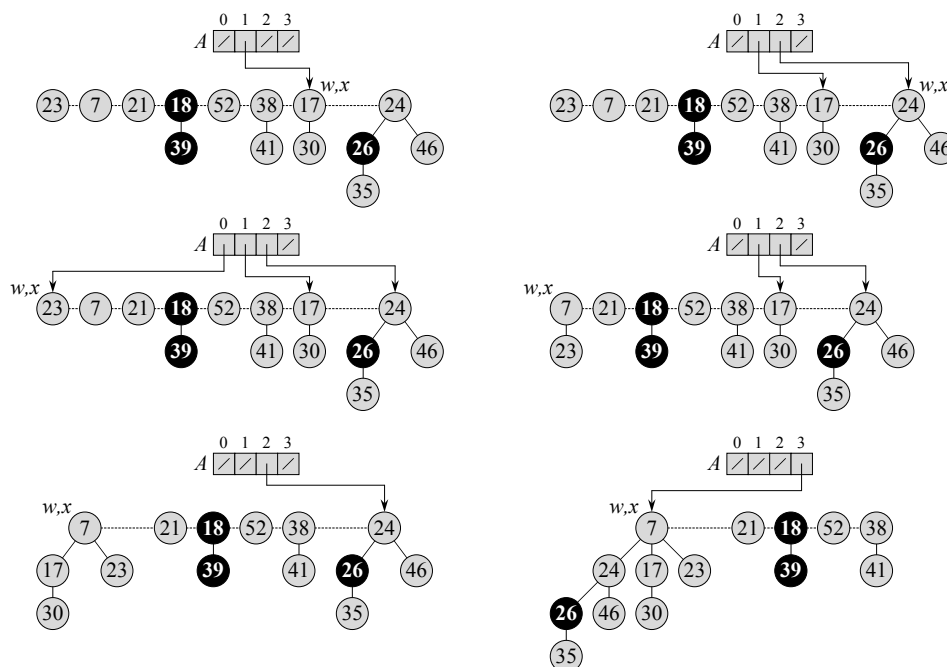 0 1 2 3
A
w,x
23 7 21 18 52 38 17 24
39 41 30 26 46
35
0 1 2 3
A
w,x
23 7 21 18 52 38 17 24
39 41 30 26 46
35
0 1 2 3
A
w,x
23 7 21 18 52 38 17 24
39 41 30 26 46
35
0 1 2 3
A
w,x
7 21 18 52 38 17 24
23 39 41 30 26 46
35
0 1 2 3
A
w,x
7 21 18 52 38 24
17 23 39 41 26 46
30 35
0 1 2 3
A
w,x
7 21 18 52 38
24 17 23 39 41
26 46 30
35